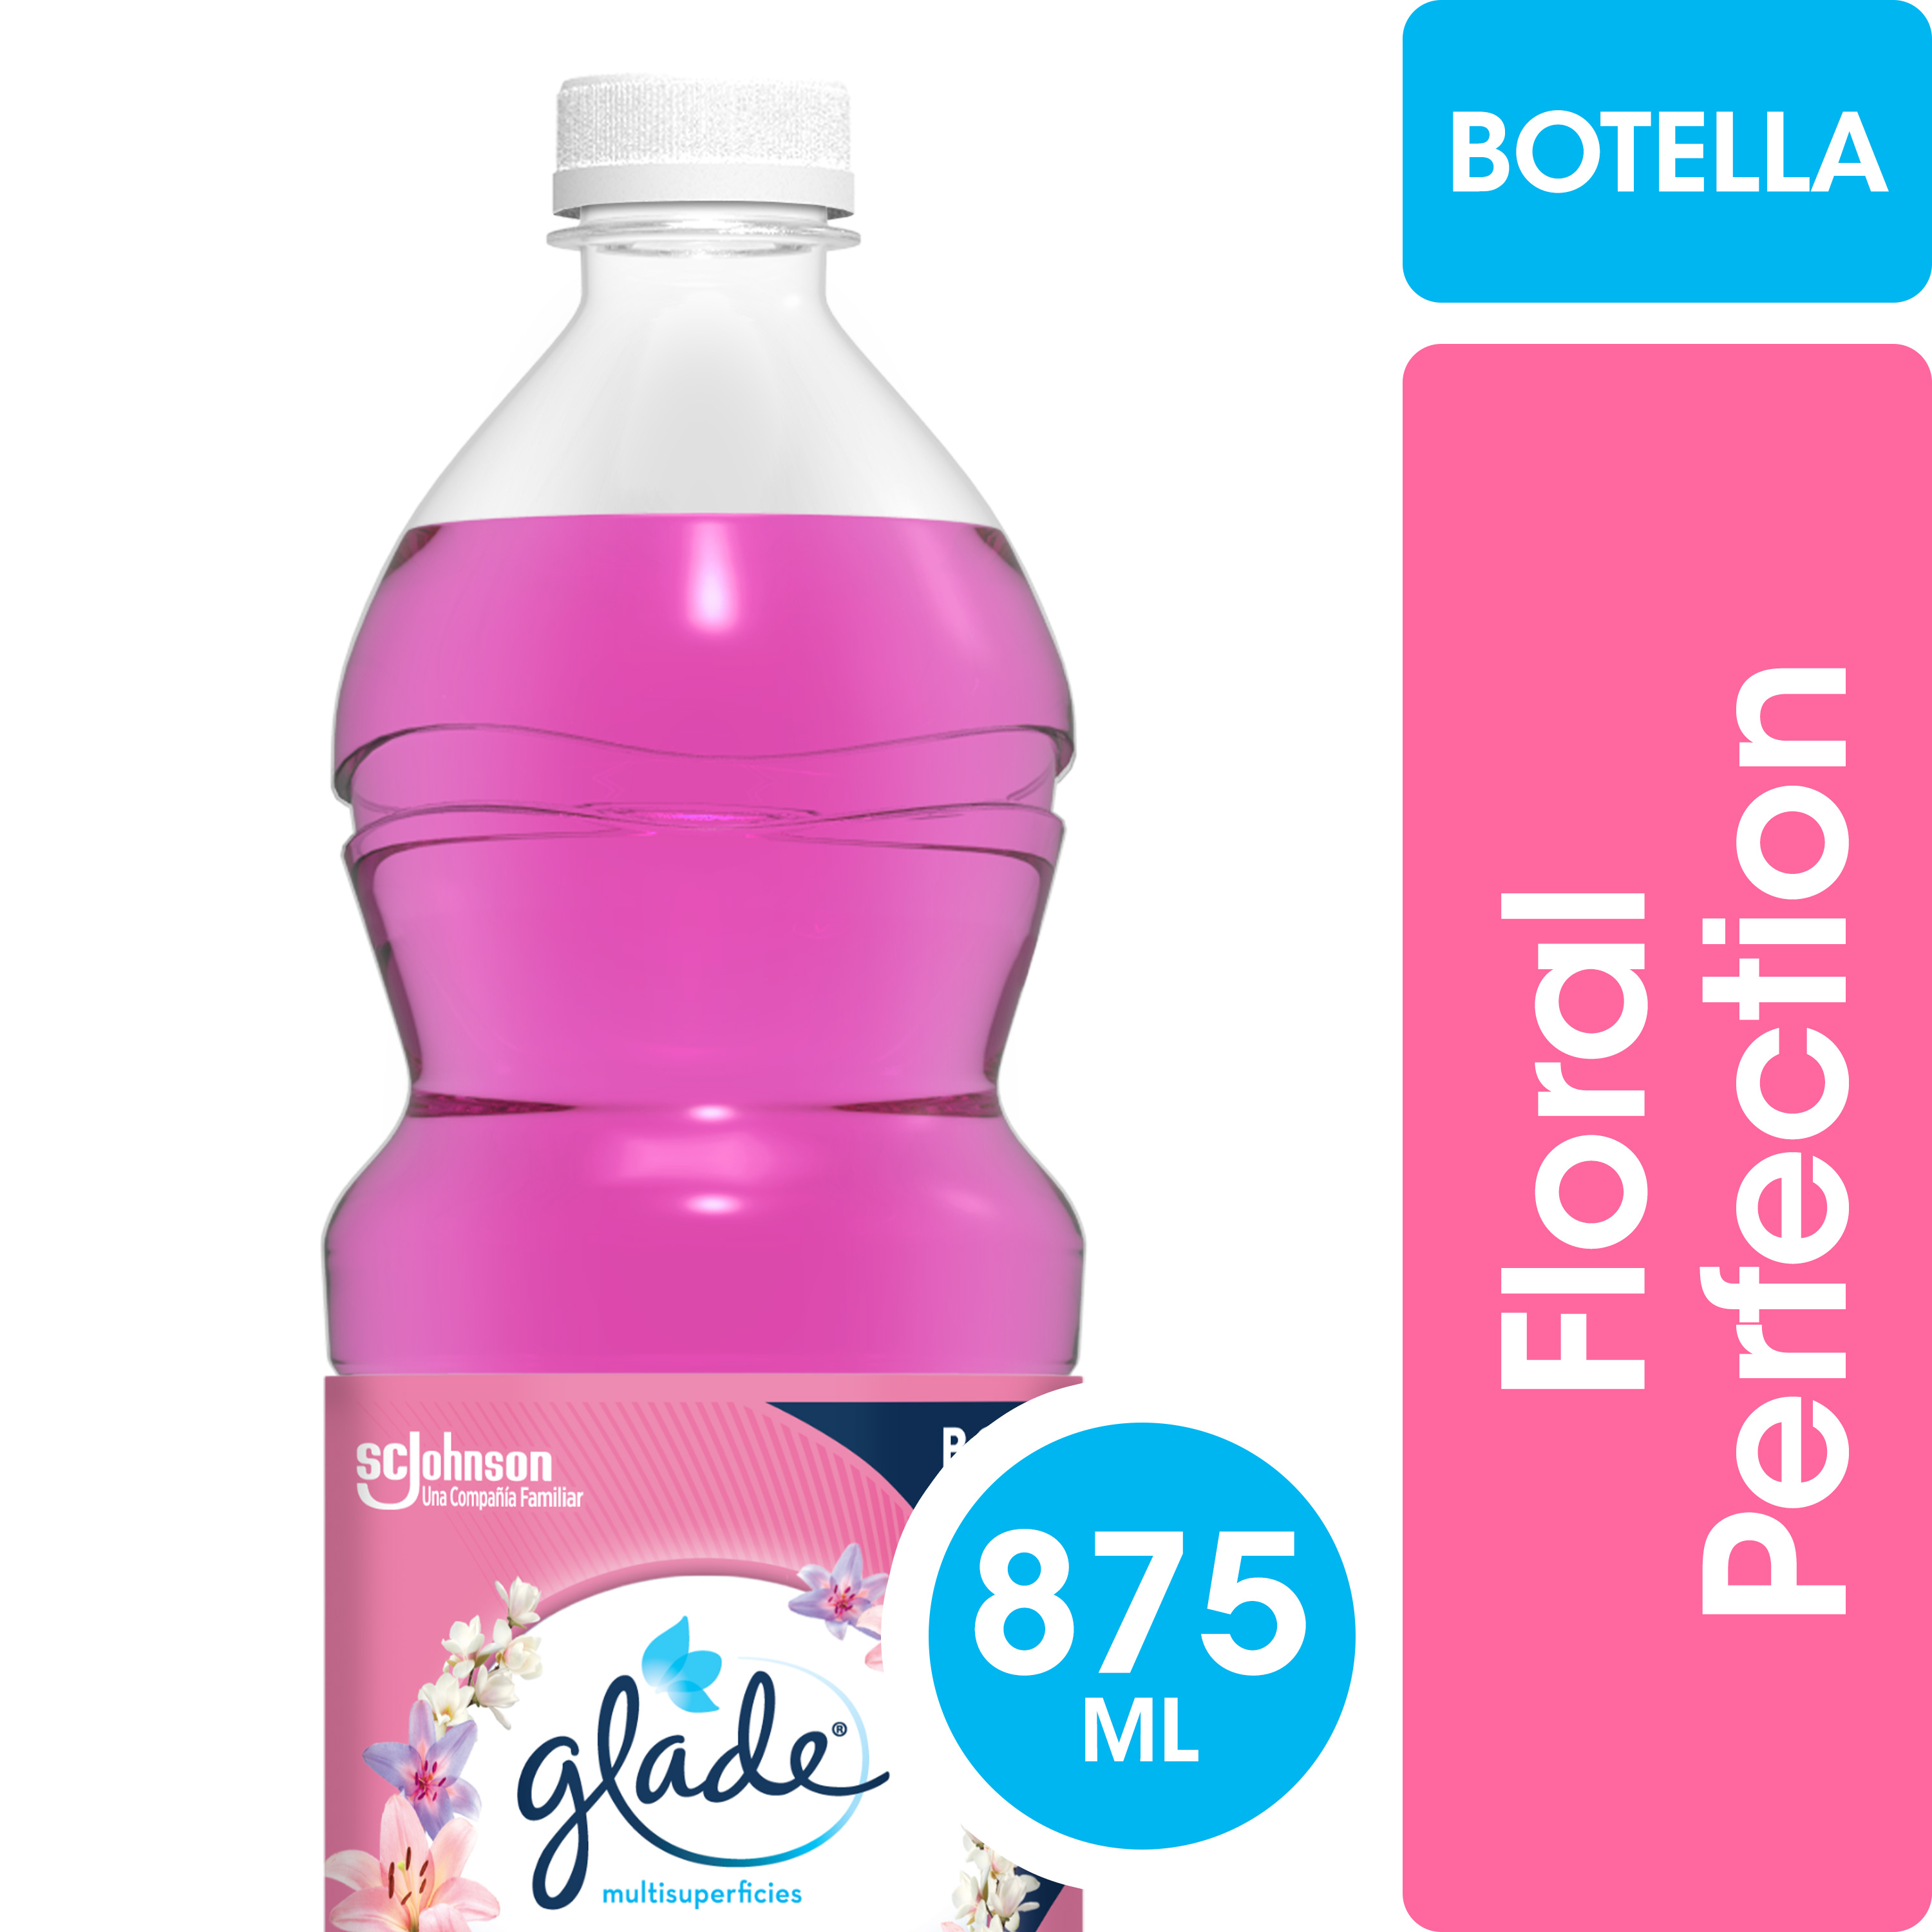 BOTELLA
Floral
Perfection
scjohnson
Una Compañía Familiar
875
ML
glade®
multisuperficies